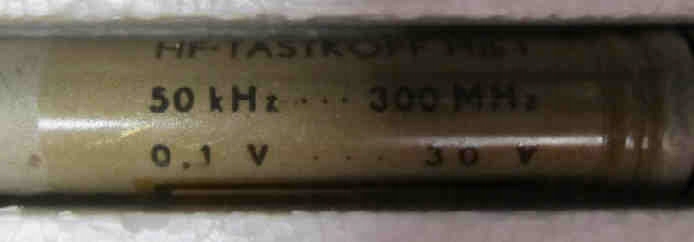 HF-TASTKOPF
50 kHz ··· 300 MHz
0,1 V ··· 30 V